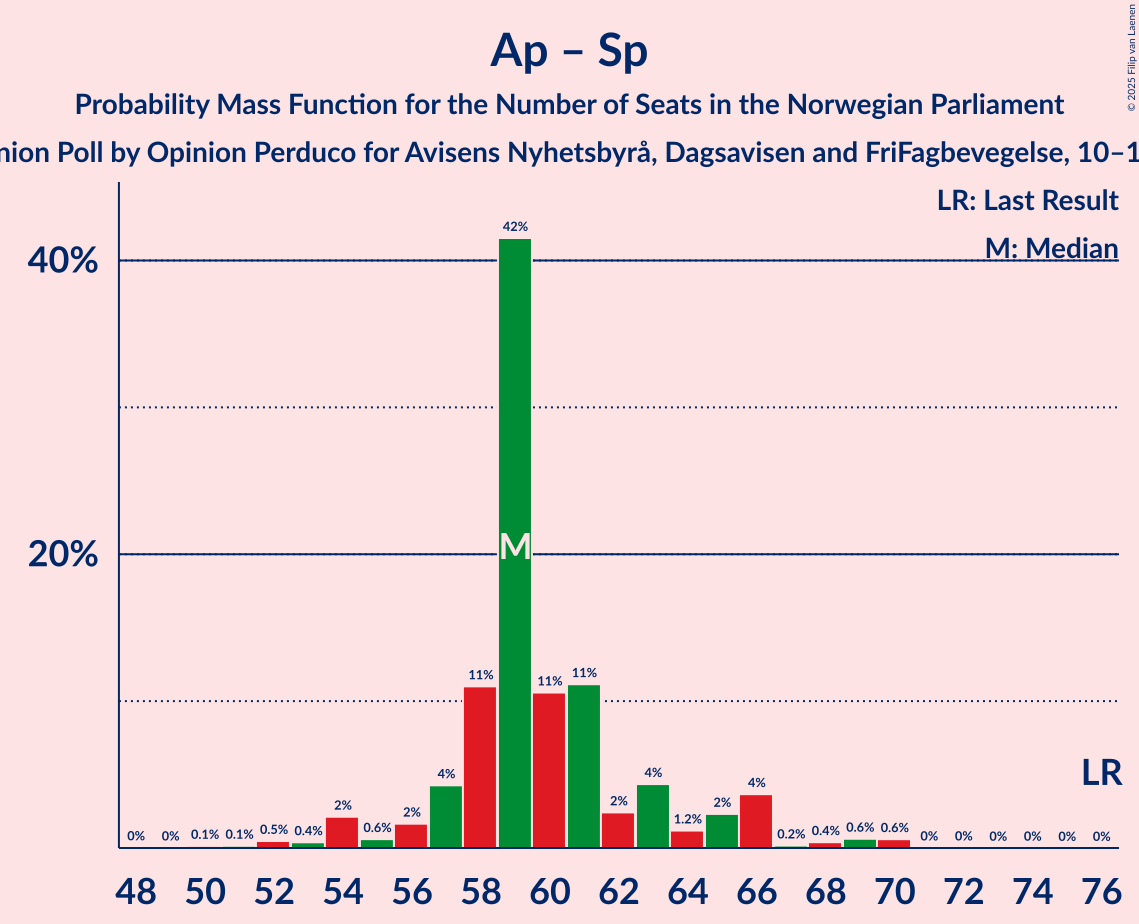 Ap – Sp
Probability Mass Function for the Number of Seats in the Norwegian Parliament
nion Poll by Opinion Perduco for Avisens Nyhetsbyrå, Dagsavisen and FriFagbevegelse, 10–1
© 2025 Filip van Laenen
LR: Last Result
M: Median
40%
20%
0% 0% 0.1% 0.1% 0.5% 0.4% 2% 0.6% 2% 4% 11% 42% 11% 11% 2% 4% 1.2% 2% 4% 0.2% 0.4% 0.6% 0.6% 0% 0% 0% 0% 0% 0%
M
LR
48 50 52 54 56 58 60 62 64 66 68 70 72 74 76